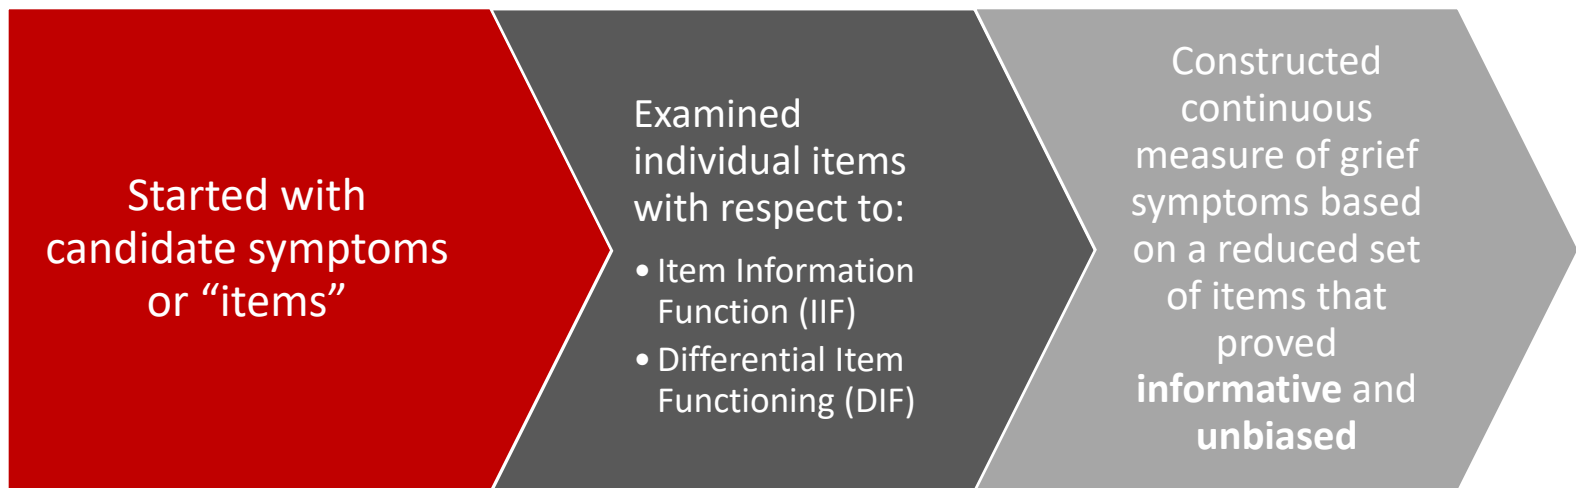 Started with
candidate symptoms
or “items”
Examined
individual items
with respect to:
• Item Information
Function (IIF)
• Differential Item
Functioning (DIF)
Constructed
continuous
measure of grief
symptoms based
on a reduced set
of items that
proved
informative and
unbiased